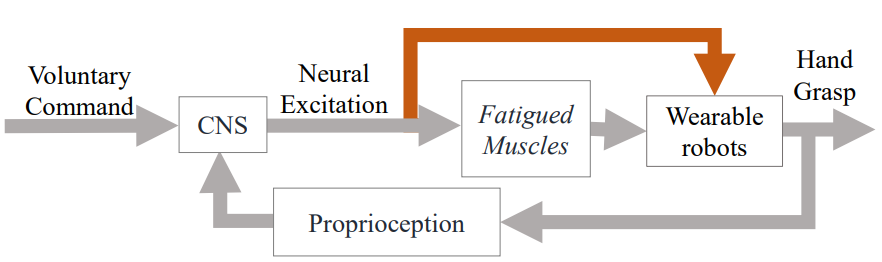 Voluntary
Command
CNS
Neural
Excitation
Fatigued
Muscles
Wearable
robots
Hand
Grasp
Proprioception